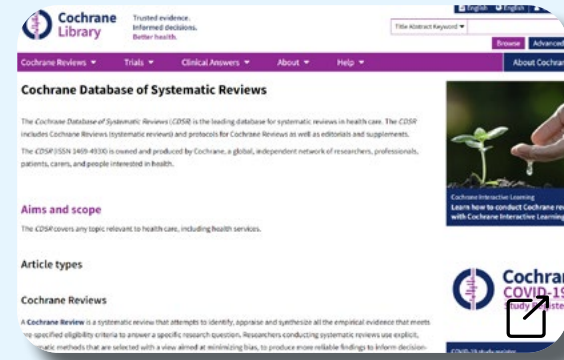 English
English
Cochrane
Library
Trusted evidence.
Informed decisions.
Better health.
Title Abstract Keyword
Browse
Advanced
Cochrane Reviews
Trials
Clinical Answers
About
Help
About Cochran
Cochrane Database of Systematic Reviews
The Cochrane Database of Systematic Reviews (CDSR) is the leading database for systematic reviews in health care. The CDSR
includes Cochrane Reviews (systematic reviews) and protocols for Cochrane Reviews as well as editorials and supplements.
The CDSR (ISSN 1469-493X) is owned and produced by Cochrane, a global, independent network of researchers, professionals,
patients, carers, and people interested in health.
Cochrane Interactive Learning
Learn how to conduct Cochrane re
with Cochrane Interactive Learning
Aims and scope
The CDSR covers any topic relevant to health care, including health services.
Article types
Cochrane Reviews
A Cochrane Review is a systematic review that attempts to identify, appraise and synthesize all the empirical evidence that meets
pre-specified eligibility criteria to answer a specific research question. Researchers conducting systematic reviews use explicit,
matic methods that are selected with a view aimed at minimizing bias, to produce more reliable findings to inform decision-
Cochran
COVID-19
Study Registe
COVID-19 study register